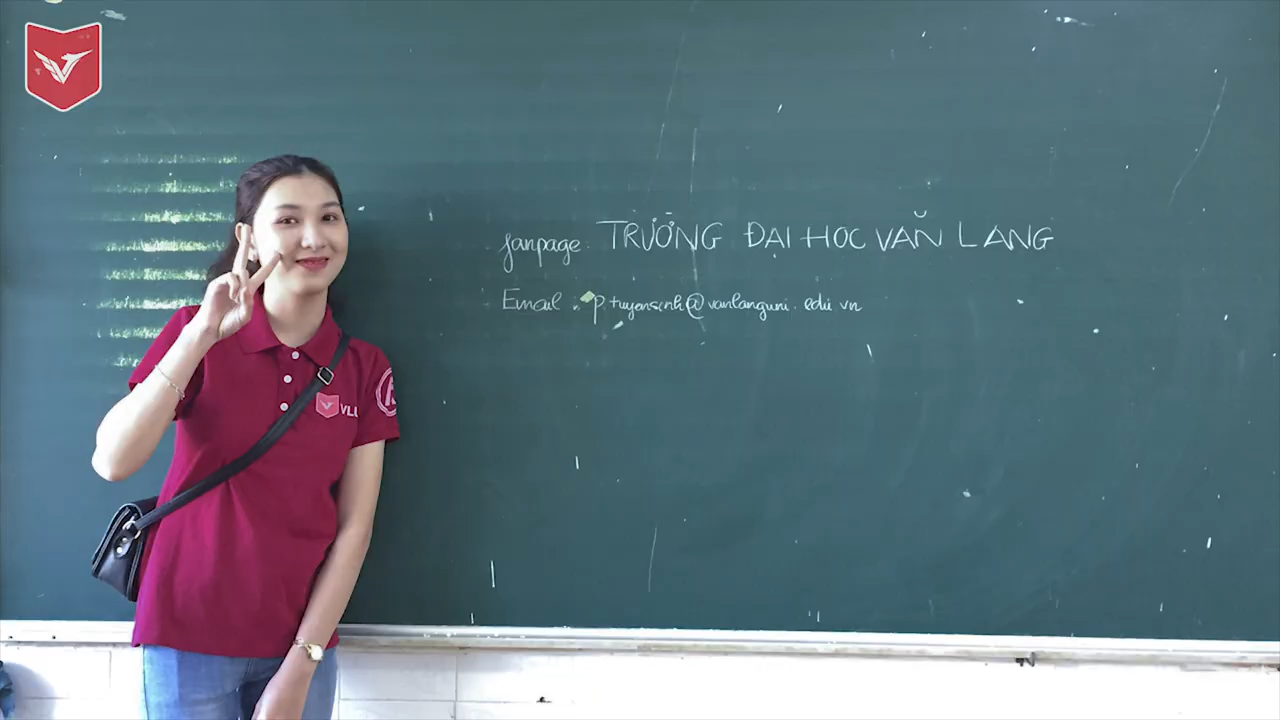 fanpage: TRƯỜNG ĐẠI HỌC VĂN LANG
Email: p.tuyensinh@vanlanguni.edu.vn
VLU